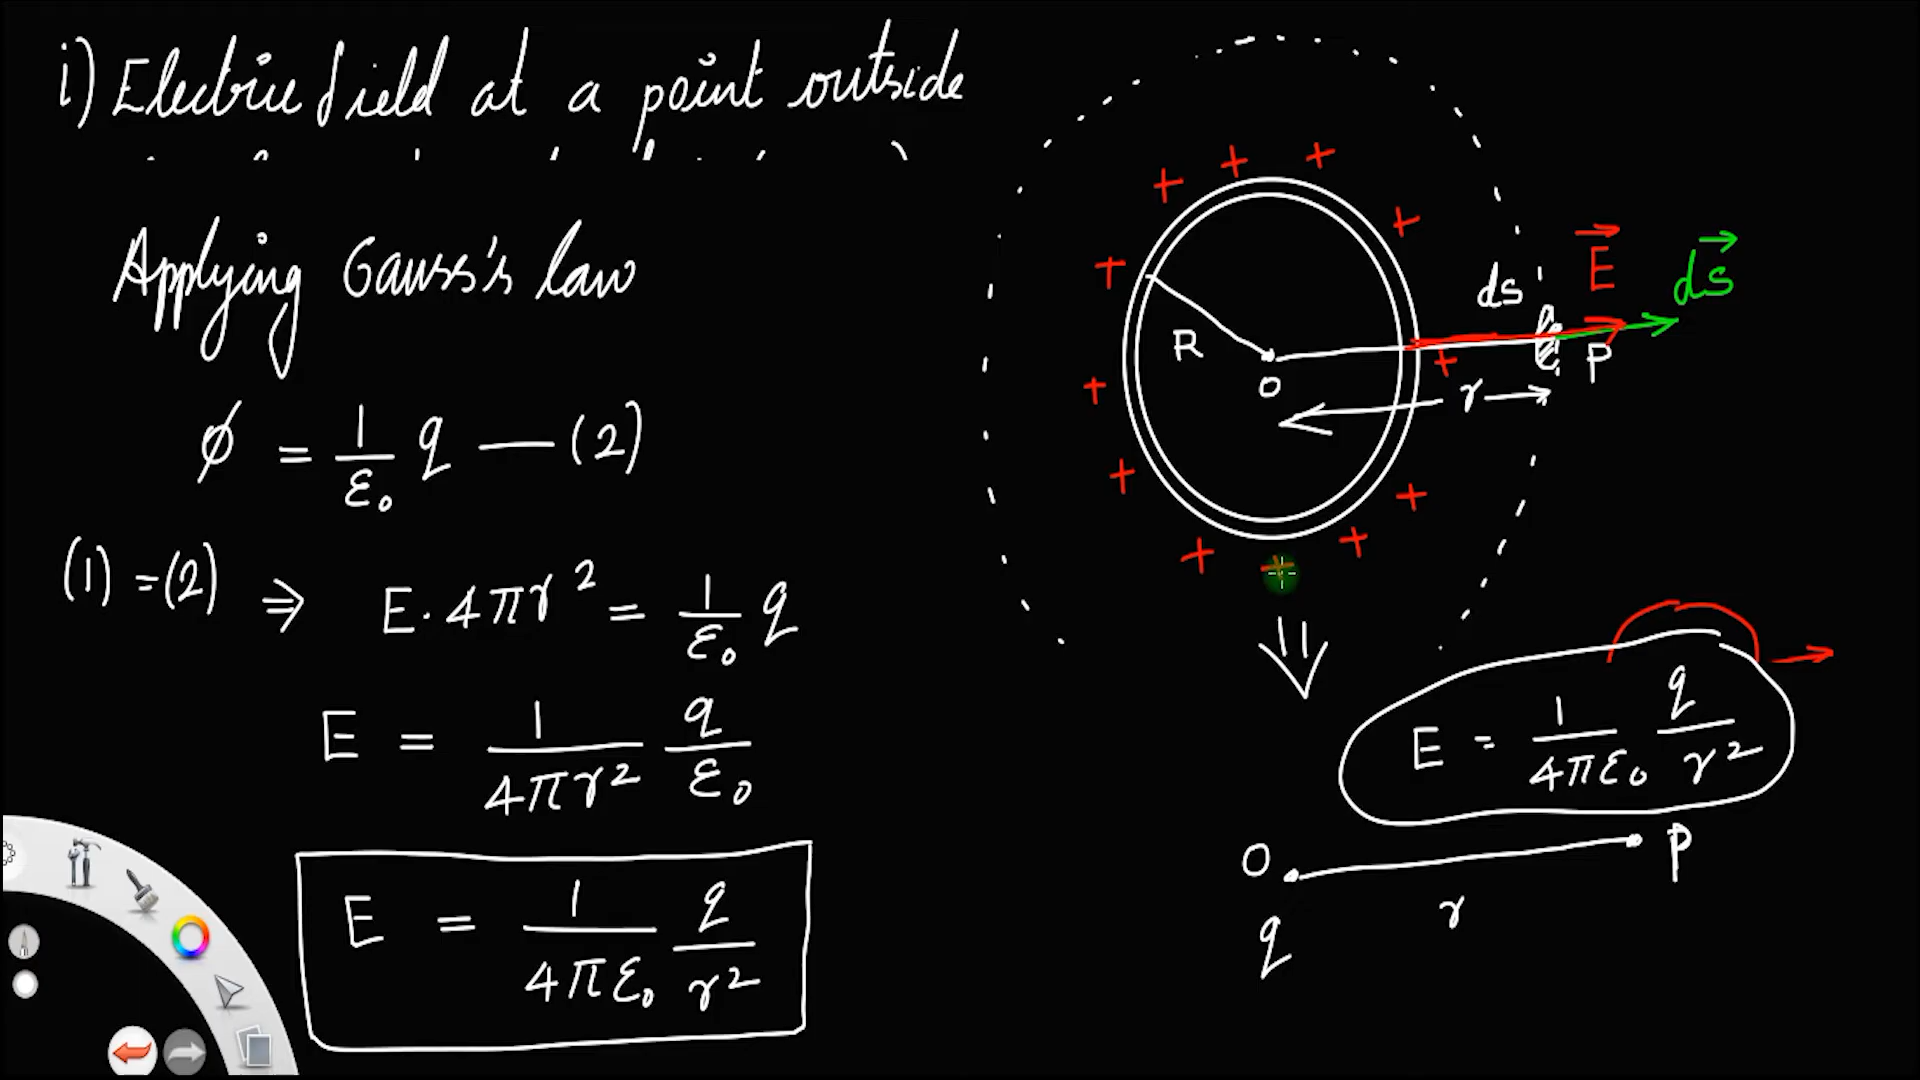 i) Electric field at a point outside
Applying Gauss's law
ϕ = 1/ε₀ q — (2)
(1) = (2) ⇒ E · 4πr² = 1/ε₀ q
E = 1/4πr² q/ε₀
E = 1/4πε₀ q/r²
+ + +
+ +
+ +
+ +
+ + +
+
R
O
r
ds
E
ds
P
E = 1/4πε₀ q/r²
O P
r
q